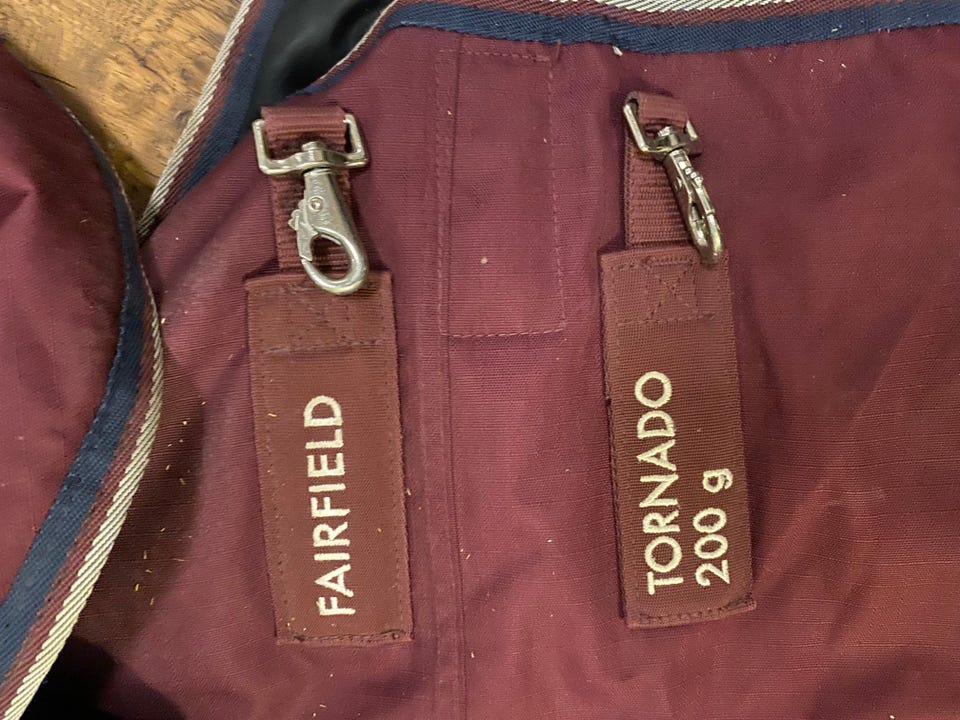 FAIRFIELD
TORNADO
200 g